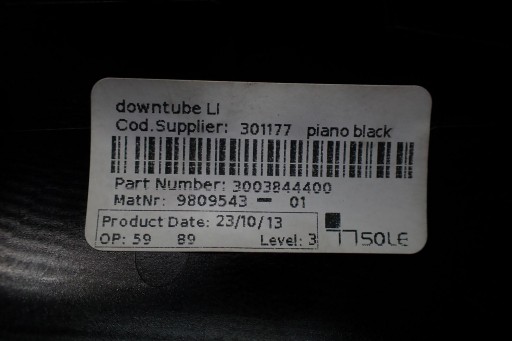 downtube LI
Cod.Supplier: 301177 piano black
Part Number: 3003844400
MatNr: 9809543 - 01
Product Date: 23/10/13
OP: 59 89 Level: 3